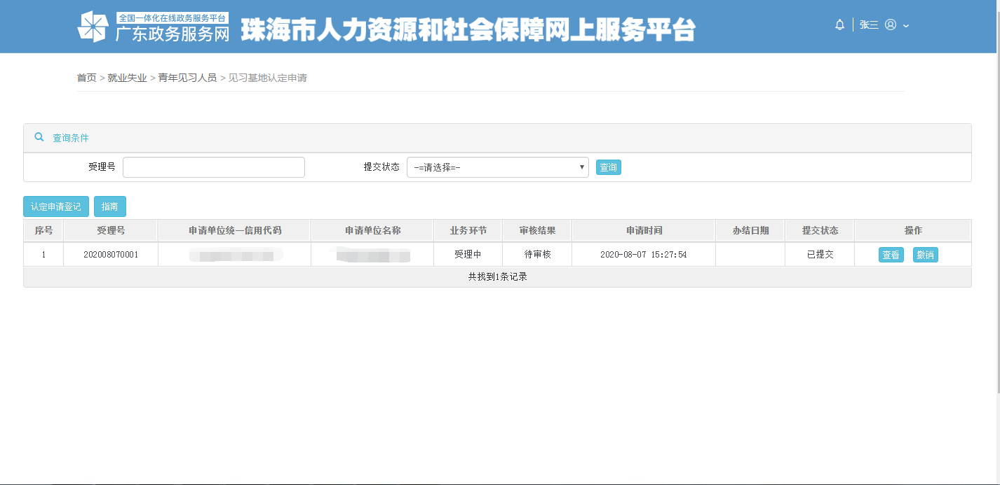 全国一体化在线政务服务平台
广东政务服务网 珠海市人力资源和社会保障网上服务平台 张三
首页 > 就业失业 > 青年见习人员 > 见习基地认定申请
查询条件
受理号 提交状态 -=请选择=- 查询
认定申请登记 指南
序号 受理号 申请单位统一信用代码 申请单位名称 业务环节 审核结果 申请时间 办结日期 提交状态 操作
1 202008070001 受理中 待审核 2020-08-07 15:27:54 已提交 查看 撤销
共找到1条记录